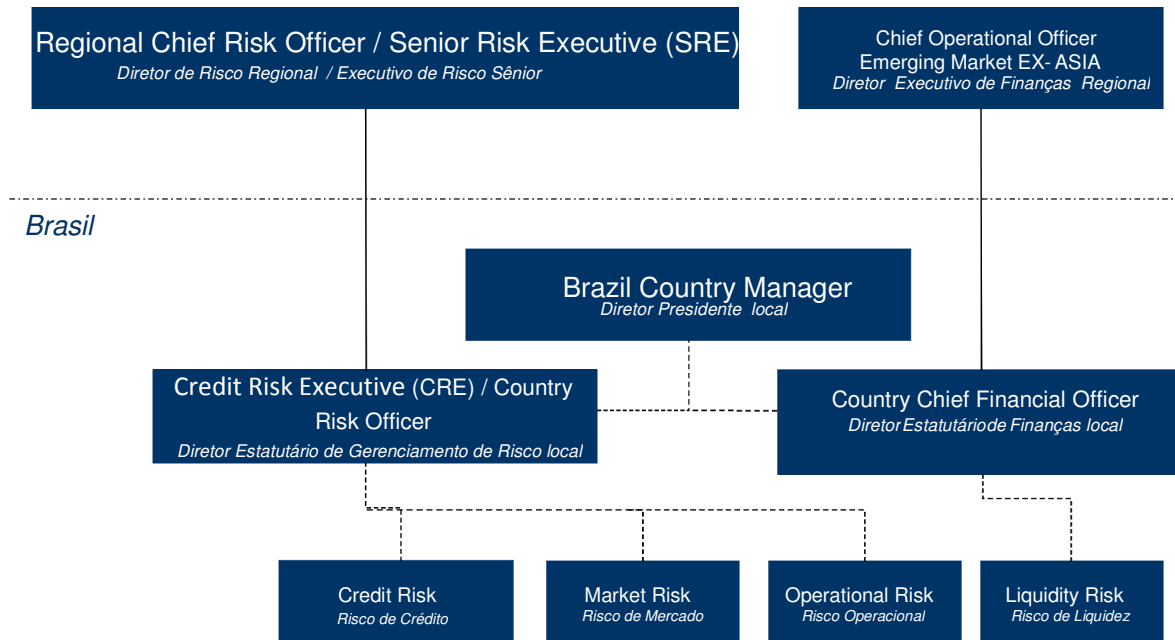 Regional Chief Risk Officer / Senior Risk Executive (SRE)
Diretor de Risco Regional / Executivo de Risco Sênior
Chief Operational Officer
Emerging Market EX- ASIA
Diretor Executivo de Finanças Regional
Brasil
Brazil Country Manager
Diretor Presidente local
Credit Risk Executive (CRE) / Country
Risk Officer
Diretor Estatutário de Gerenciamento de Risco local
Country Chief Financial Officer
Diretor Estatutáriode Finanças local
Credit Risk
Risco de Crédito
Market Risk
Risco de Mercado
Operational Risk
Risco Operacional
Liquidity Risk
Risco de Liquidez